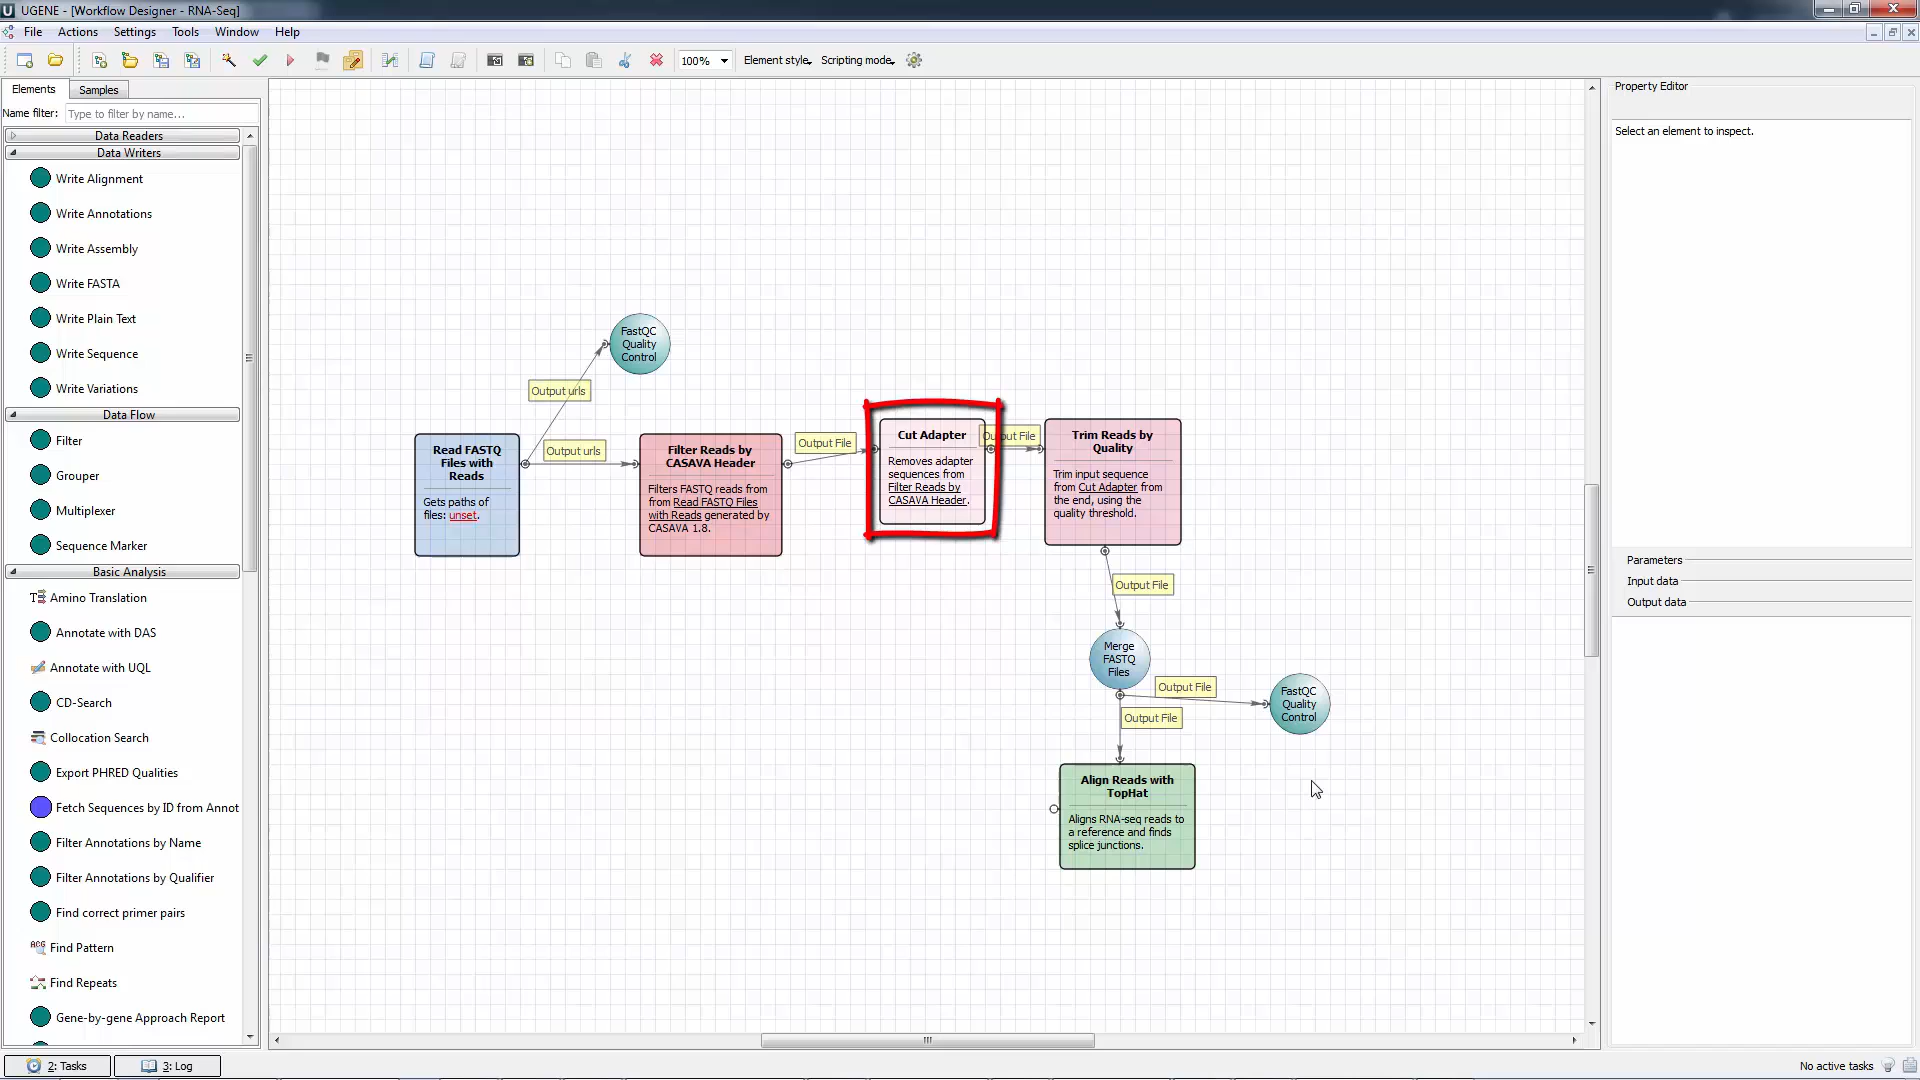 UGENE - [Workflow Designer - RNA-Seq]
File Actions Settings Tools Window Help
100% Element style Scripting mode
Elements Samples
Name filter: Type to filter by name...
Data Readers
Data Writers
Write Alignment
Write Annotations
Write Assembly
Write FASTA
Write Plain Text
Write Sequence
Write Variations
Data Flow
Filter
Grouper
Multiplexer
Sequence Marker
Basic Analysis
Amino Translation
Annotate with DAS
Annotate with UQL
CD-Search
Collocation Search
Export PHRED Qualities
Fetch Sequences by ID from Annot
Filter Annotations by Name
Filter Annotations by Qualifier
Find correct primer pairs
Find Pattern
Find Repeats
Gene-by-gene Approach Report
FastQC
Quality
Control
Output urls
Output urls
Read FASTQ
Files with
Reads
Gets paths of
files: unset.
Filter Reads by
CASAVA Header
Filters FASTQ reads from
from Read FASTQ Files
with Reads generated by
CASAVA 1.8.
Output File
Cut Adapter
Removes adapter
sequences from
Filter Reads by
CASAVA Header.
Output File
Trim Reads by
Quality
Trim input sequence
from Cut Adapter from
the end, using the
quality threshold.
Output File
Merge
FASTQ
Files
Output File
Output File
FastQC
Quality
Control
Align Reads with
TopHat
Aligns RNA-seq reads to
a reference and finds
splice junctions.
Property Editor
Select an element to inspect.
Parameters
Input data
Output data
2: Tasks 3: Log
No active tasks